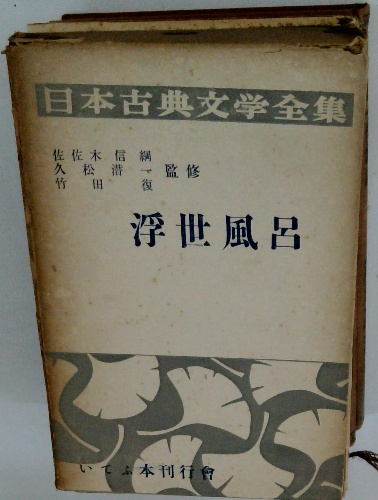 日本古典文学全集
佐佐木信綱
久松潜一 監修
竹田復
浮世風呂
いてふ本刊行會